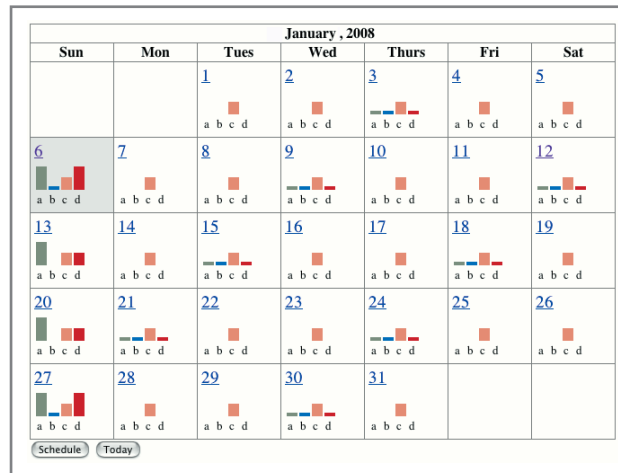 January , 2008
Sun Mon Tues Wed Thurs Fri Sat
1 2 3 4 5
a b c d a b c d a b c d a b c d a b c d
6 7 8 9 10 11 12
a b c d a b c d a b c d a b c d a b c d a b c d a b c d
13 14 15 16 17 18 19
a b c d a b c d a b c d a b c d a b c d a b c d a b c d
20 21 22 23 24 25 26
a b c d a b c d a b c d a b c d a b c d a b c d a b c d
27 28 29 30 31
a b c d a b c d a b c d a b c d a b c d
Schedule Today